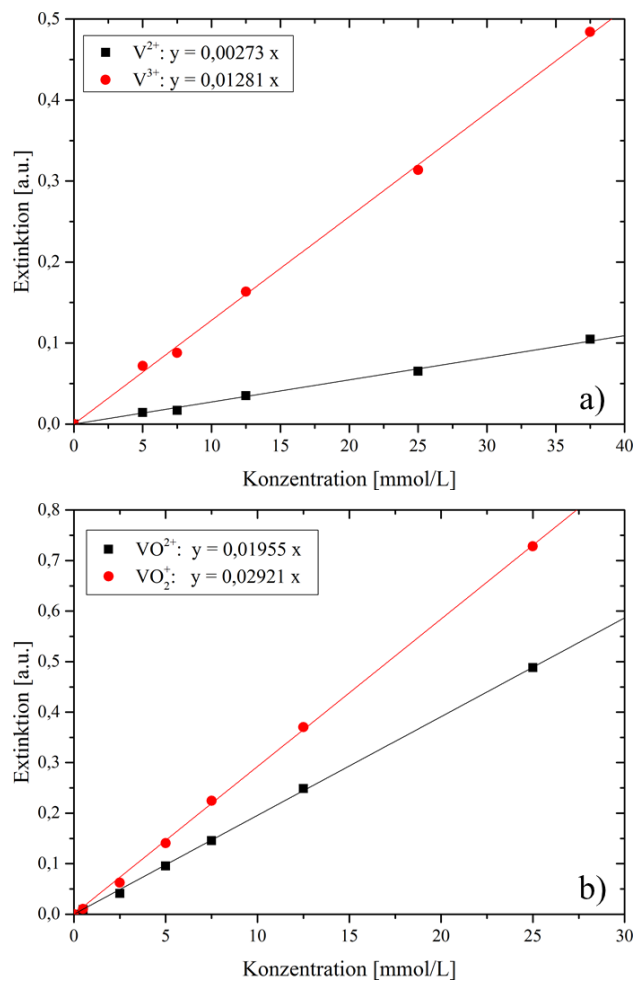 0,5
V²⁺: y = 0,00273 x
V³⁺: y = 0,01281 x
0,4
0,3
0,2
0,1
0,0
Extinktion [a.u.]
a)
0 5 10 15 20 25 30 35 40
Konzentration [mmol/L]
0,8
VO²⁺: y = 0,01955 x
VO₂⁺: y = 0,02921 x
0,7
0,6
0,5
0,4
0,3
0,2
0,1
0,0
Extinktion [a.u.]
b)
0 5 10 15 20 25 30
Konzentration [mmol/L]